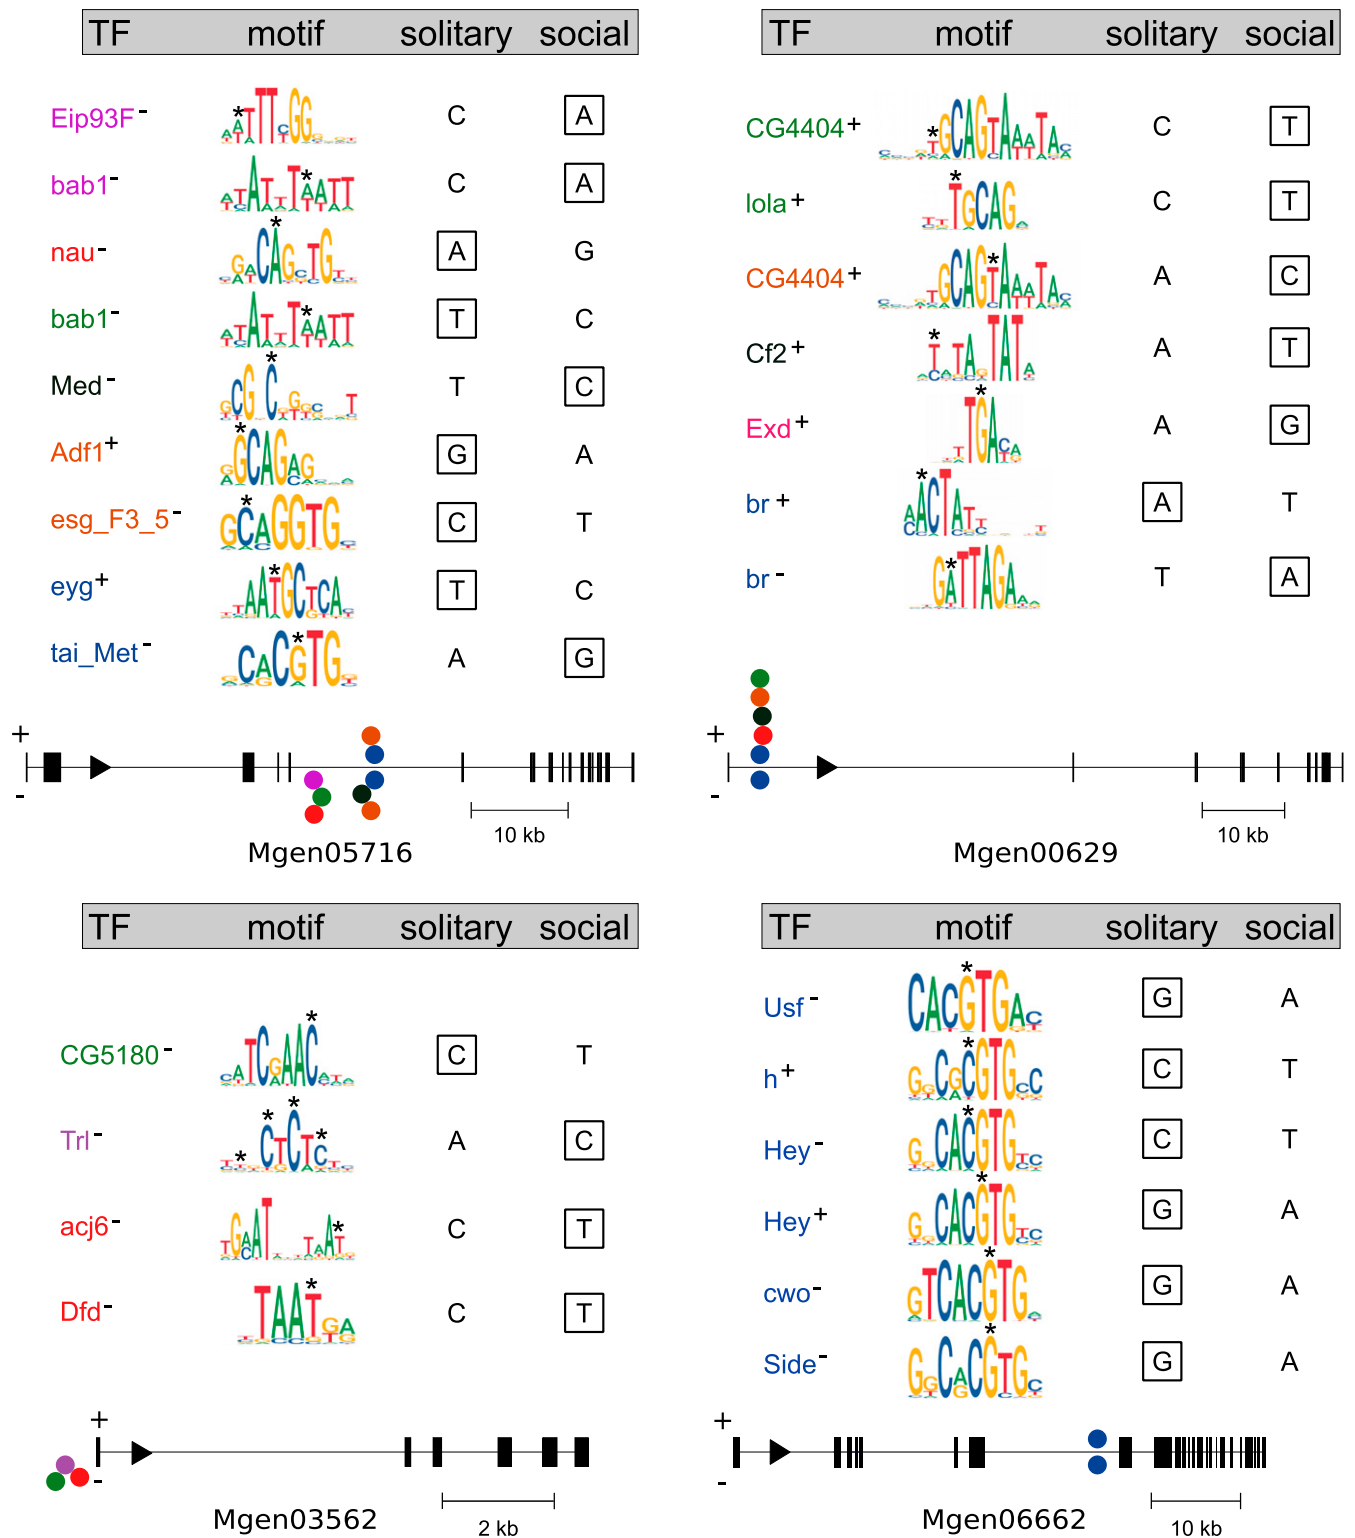 TF motif solitary social
Eip93F - * C A
bab1 - * C A
nau - * A G
bab1 - * T C
Med - * T C
Adf1 + * G A
esg_F3_5 - * C T
eyg + * T C
tai_Met - * A G
+
-
10 kb
Mgen05716
TF motif solitary social
CG4404 + * C T
lola + * C T
CG4404 + * A C
Cf2 + * A T
Exd + * A G
br + * A T
br - * T A
+
-
10 kb
Mgen00629
TF motif solitary social
CG5180 - * C T
Trl - * * * * A C
acj6 - * C T
Dfd - * C T
+
-
Mgen03562
2 kb
TF motif solitary social
Usf - * G A
h + * C T
Hey - * C T
Hey + * G A
cwo - * G A
Side - * G A
+
-
Mgen06662
10 kb